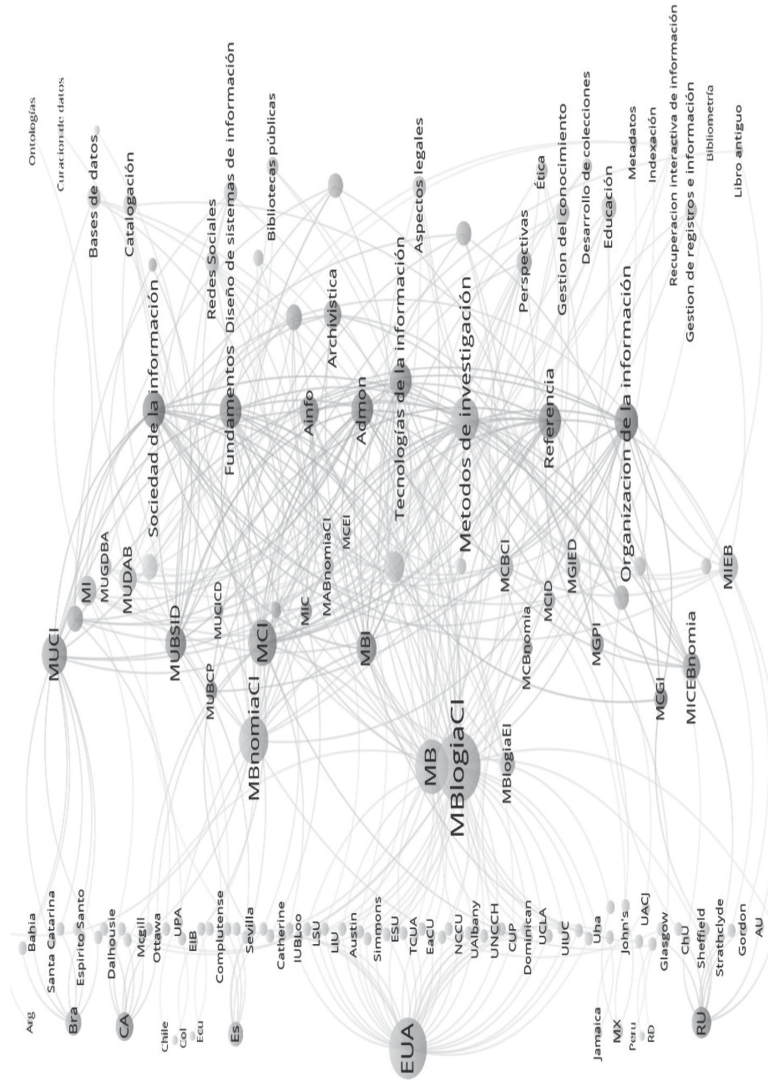 Ontologías
Curacion de datos
Bases de datos
Catalogación
Redes Sociales
Diseño de sistemas de información
Bibliotecas públicas
Aspectos legales
Perspectivas
Ética
Gestion del conocimiento
Desarrollo de colecciones
Educación
Metadatos
Indexación
Recuperacion interactiva de información
Gestion de registros e información
Bibliometría
Libro antiguo
Sociedad de la información
Fundamentos
Ainfo
Archivistica
Admon
Tecnologías de la información
Metodos de investigación
Referencia
Organizacion de la información
MUCI
MI
MUGDBA
MUDAB
MUBSID
MUBCP
MUCICD
MBnomiaCI
MCI
MIC
MABnomiaCI
MCEI
MBI
MB
MBlogiaCI
MBlogiaEI
MCBCI
MCBnomia
MCID
MGIED
MGPI
MCGI
MICEBnomia
MIEB
Bahia
Santa Catarina
Espirito Santo
Dalhousie
Mcgill
Ottawa
UPA
EIB
Complutense
Sevilla
Catherine
IUBLoo
LSU
LIU
Austin
Simmons
ESU
TCUA
EaCU
NCCU
UAlbany
UNCCH
CUP
Dominican
UCLA
UIUC
Uha
John's
UACJ
Glasgow
ChU
Sheffield
Strathclyde
Gordon
AU
Arg
Bra
CA
Chile
Col
Ecu
Es
EUA
Jamaica
MX
Peru
RD
RU